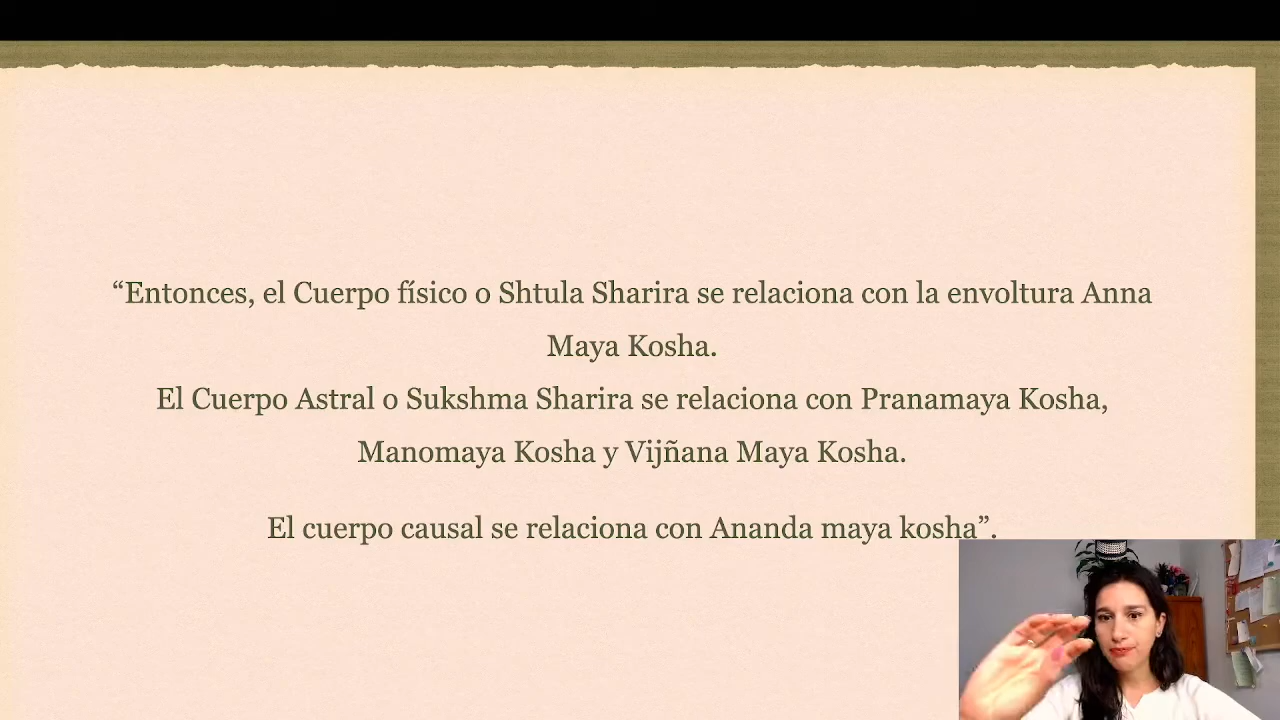 “Entonces, el Cuerpo físico o Shtula Sharira se relaciona con la envoltura Anna
Maya Kosha.
El Cuerpo Astral o Sukshma Sharira se relaciona con Pranamaya Kosha,
Manomaya Kosha y Vijñana Maya Kosha.
El cuerpo causal se relaciona con Ananda maya kosha”.